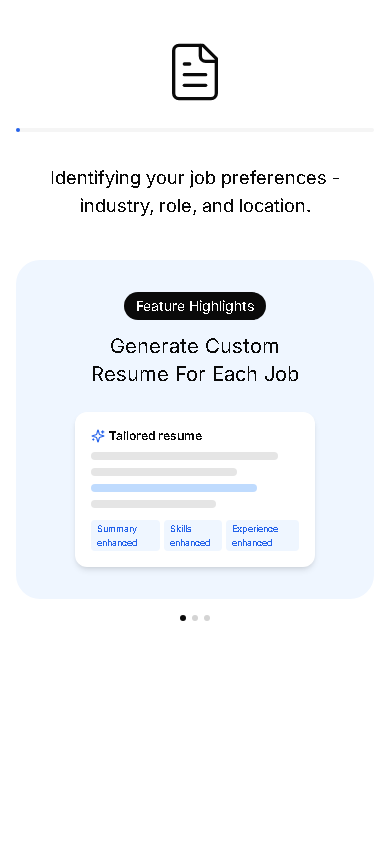 Identifying your job preferences -
industry, role, and location.
Feature Highlights
Generate Custom
Resume For Each Job
Tailored resume
Summary
enhanced
Skills
enhanced
Experience
enhanced